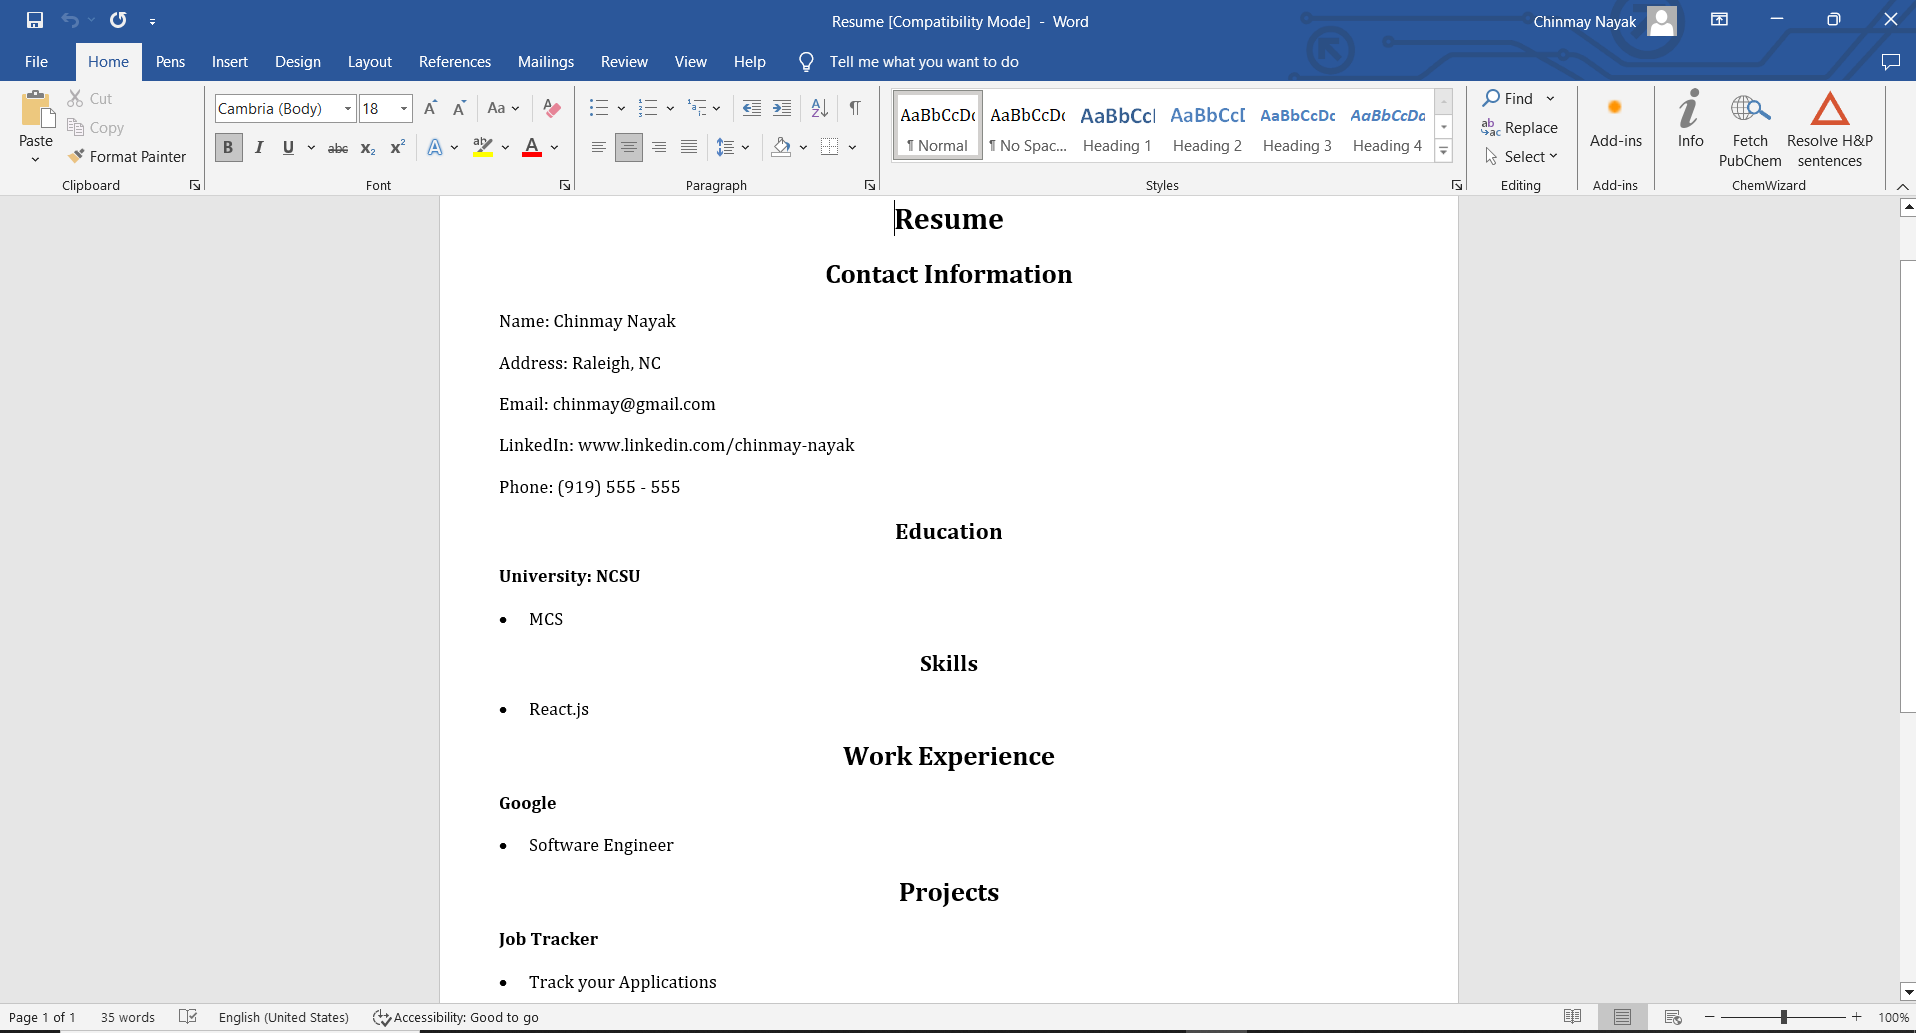 Resume [Compatibility Mode] - Word
Chinmay Nayak
File Home Pens Insert Design Layout References Mailings Review View Help Tell me what you want to do
Paste
Cut
Copy
Format Painter
Clipboard
Cambria (Body) 18
Font
Paragraph
AaBbCcDc AaBbCcDc AaBbCcl AaBbCcD AaBbCcDc AaBbCcDc
¶ Normal ¶ No Spac... Heading 1 Heading 2 Heading 3 Heading 4
Styles
Find
Replace
Select
Editing
Add-ins
Add-ins
Info
Fetch PubChem
Resolve H&P sentences
ChemWizard
Resume
Contact Information
Name: Chinmay Nayak
Address: Raleigh, NC
Email: chinmay@gmail.com
LinkedIn: www.linkedin.com/chinmay-nayak
Phone: (919) 555 - 555
Education
University: NCSU
• MCS
Skills
• React.js
Work Experience
Google
• Software Engineer
Projects
Job Tracker
• Track your Applications
Page 1 of 1 35 words English (United States) Accessibility: Good to go 100%